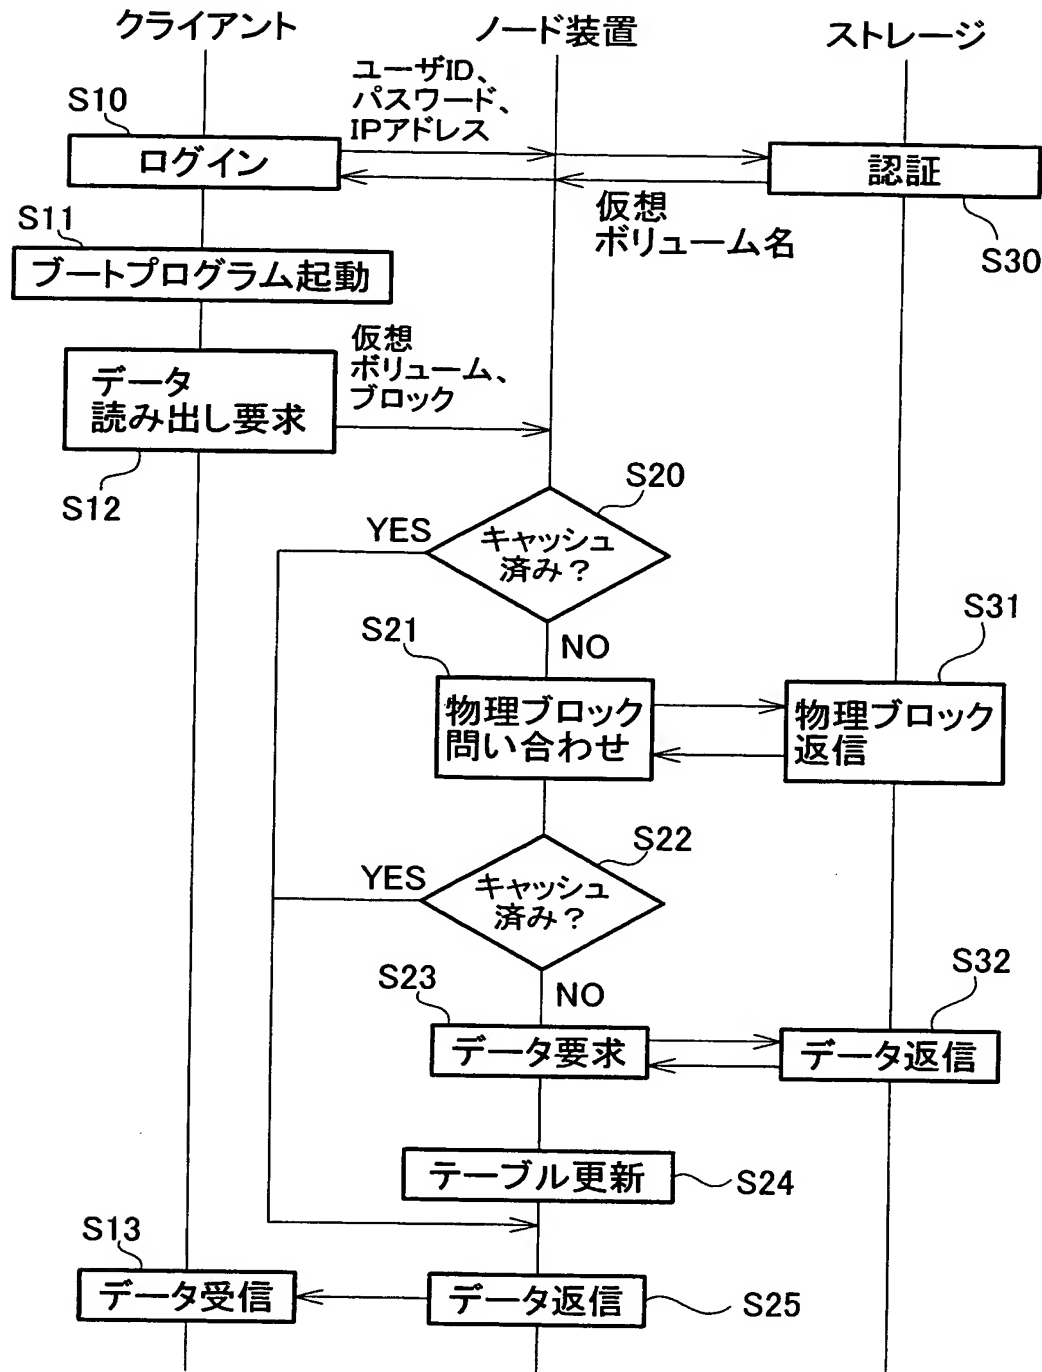 クライアント
ノード装置
ストレージ
ユーザID、
パスワード、
IPアドレス
S10
ログイン
認証
仮想
ボリューム名
S30
S11
ブートプログラム起動
仮想
ボリューム、
ブロック
データ
読み出し要求
S12
S20
YES
キャッシュ
済み？
NO
S21
S31
物理ブロック
問い合わせ
物理ブロック
返信
S22
YES
キャッシュ
済み？
NO
S23
S32
データ要求
データ返信
テーブル更新
S24
S13
データ受信
データ返信
S25